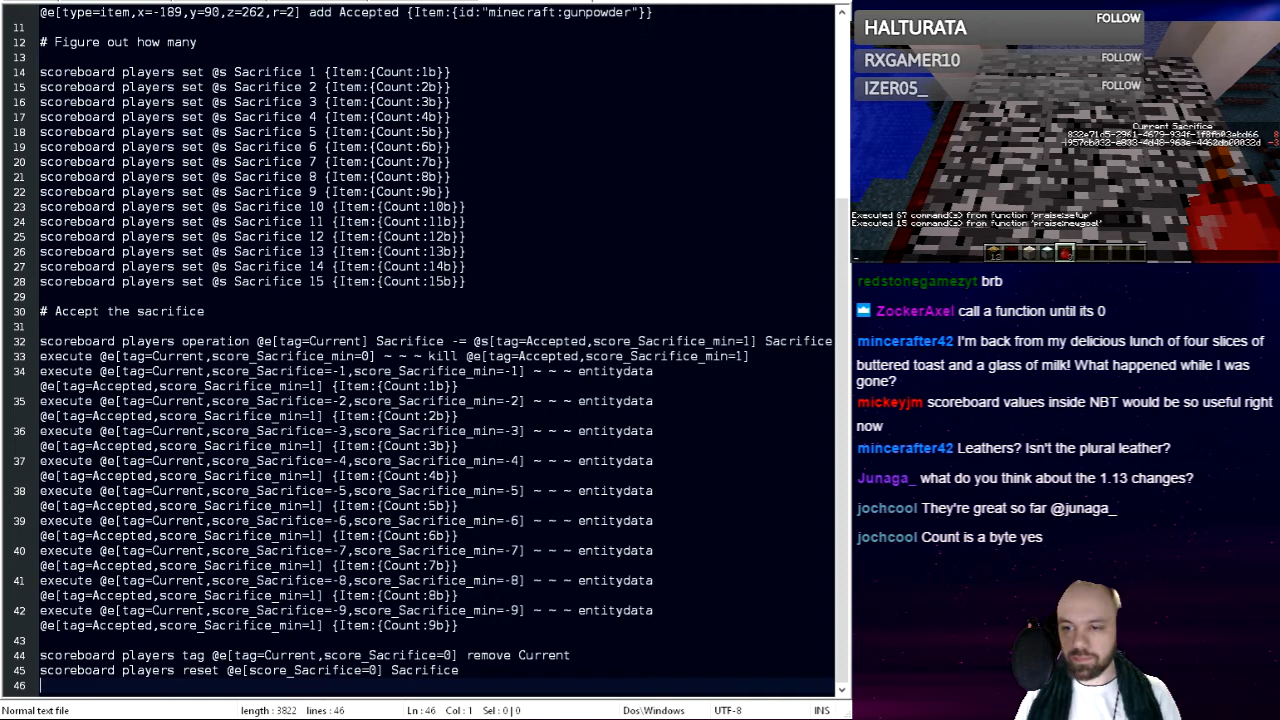 @e[type=item,x=-189,y=90,z=262,r=2] add Accepted {Item:{id:"minecraft:gunpowder"}}
11
12 # Figure out how many
13
14 scoreboard players set @s Sacrifice 1 {Item:{Count:1b}}
15 scoreboard players set @s Sacrifice 2 {Item:{Count:2b}}
16 scoreboard players set @s Sacrifice 3 {Item:{Count:3b}}
17 scoreboard players set @s Sacrifice 4 {Item:{Count:4b}}
18 scoreboard players set @s Sacrifice 5 {Item:{Count:5b}}
19 scoreboard players set @s Sacrifice 6 {Item:{Count:6b}}
20 scoreboard players set @s Sacrifice 7 {Item:{Count:7b}}
21 scoreboard players set @s Sacrifice 8 {Item:{Count:8b}}
22 scoreboard players set @s Sacrifice 9 {Item:{Count:9b}}
23 scoreboard players set @s Sacrifice 10 {Item:{Count:10b}}
24 scoreboard players set @s Sacrifice 11 {Item:{Count:11b}}
25 scoreboard players set @s Sacrifice 12 {Item:{Count:12b}}
26 scoreboard players set @s Sacrifice 13 {Item:{Count:13b}}
27 scoreboard players set @s Sacrifice 14 {Item:{Count:14b}}
28 scoreboard players set @s Sacrifice 15 {Item:{Count:15b}}
29
30 # Accept the sacrifice
31
32 scoreboard players operation @e[tag=Current] Sacrifice -= @s[tag=Accepted,score_Sacrifice_min=1] Sacrifice
33 execute @e[tag=Current,score_Sacrifice_min=0] ~ ~ ~ kill @e[tag=Accepted,score_Sacrifice_min=1]
34 execute @e[tag=Current,score_Sacrifice=-1,score_Sacrifice_min=-1] ~ ~ ~ entitydata
@e[tag=Accepted,score_Sacrifice_min=1] {Item:{Count:1b}}
35 execute @e[tag=Current,score_Sacrifice=-2,score_Sacrifice_min=-2] ~ ~ ~ entitydata
@e[tag=Accepted,score_Sacrifice_min=1] {Item:{Count:2b}}
36 execute @e[tag=Current,score_Sacrifice=-3,score_Sacrifice_min=-3] ~ ~ ~ entitydata
@e[tag=Accepted,score_Sacrifice_min=1] {Item:{Count:3b}}
37 execute @e[tag=Current,score_Sacrifice=-4,score_Sacrifice_min=-4] ~ ~ ~ entitydata
@e[tag=Accepted,score_Sacrifice_min=1] {Item:{Count:4b}}
38 execute @e[tag=Current,score_Sacrifice=-5,score_Sacrifice_min=-5] ~ ~ ~ entitydata
@e[tag=Accepted,score_Sacrifice_min=1] {Item:{Count:5b}}
39 execute @e[tag=Current,score_Sacrifice=-6,score_Sacrifice_min=-6] ~ ~ ~ entitydata
@e[tag=Accepted,score_Sacrifice_min=1] {Item:{Count:6b}}
40 execute @e[tag=Current,score_Sacrifice=-7,score_Sacrifice_min=-7] ~ ~ ~ entitydata
@e[tag=Accepted,score_Sacrifice_min=1] {Item:{Count:7b}}
41 execute @e[tag=Current,score_Sacrifice=-8,score_Sacrifice_min=-8] ~ ~ ~ entitydata
@e[tag=Accepted,score_Sacrifice_min=1] {Item:{Count:8b}}
42 execute @e[tag=Current,score_Sacrifice=-9,score_Sacrifice_min=-9] ~ ~ ~ entitydata
@e[tag=Accepted,score_Sacrifice_min=1] {Item:{Count:9b}}
43
44 scoreboard players tag @e[tag=Current,score_Sacrifice=0] remove Current
45 scoreboard players reset @e[score_Sacrifice=0] Sacrifice
46
Normal text file length : 3822 lines : 46 Ln : 46 Col : 1 Sel : 0 | 0 Dos\Windows UTF-8 INS
HALTURATA FOLLOW
RXGAMER10 FOLLOW
IZER05_ FOLLOW
Current Sacrifice
Executed 67 command(s) from function 'praise:setup'
Executed 15 command(s) from function 'praise:newgoal'
redstonegamezyt brb
ZockerAxel call a function until its 0
mincerafter42 I'm back from my delicious lunch of four slices of
buttered toast and a glass of milk! What happened while I was
gone?
mickeyjm scoreboard values inside NBT would be so useful right
now
mincerafter42 Leathers? Isn't the plural leather?
Junaga_ what do you think about the 1.13 changes?
jochcool They're great so far @junaga_
jochcool Count is a byte yes